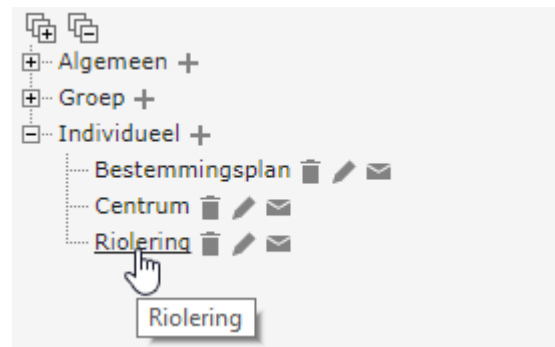 Algemeen
Groep
Individueel
Bestemmingsplan
Centrum
Riolering
Riolering